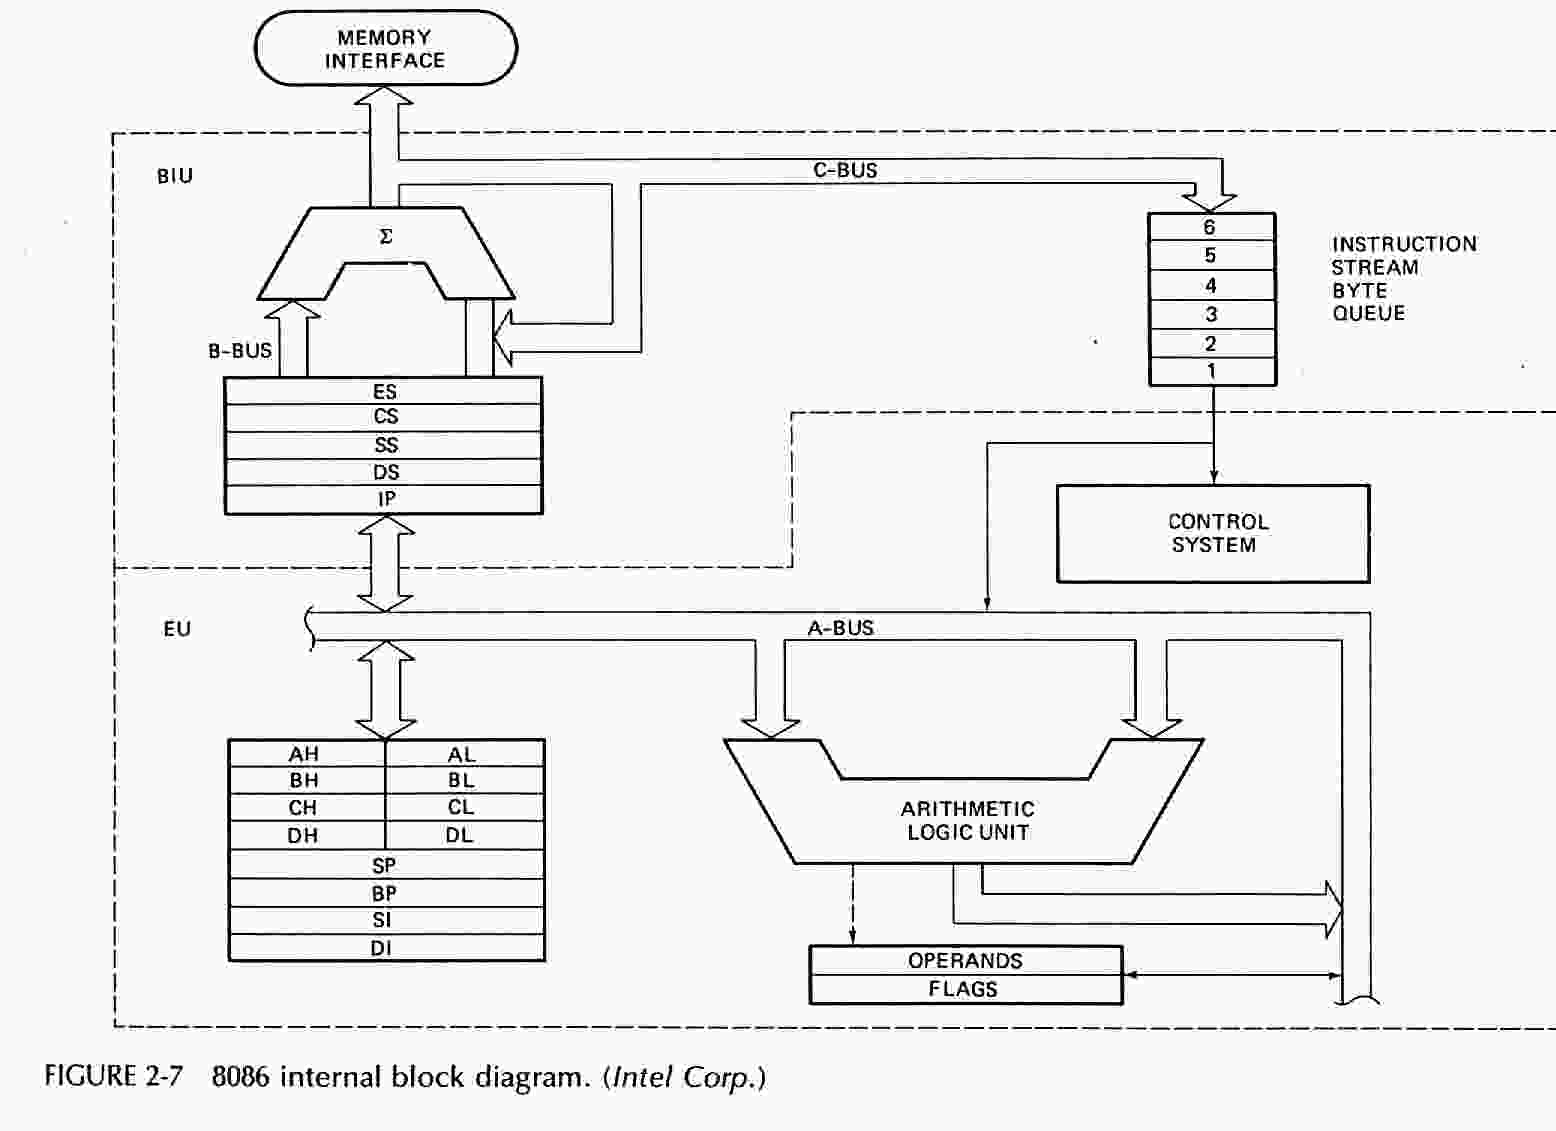 MEMORY
INTERFACE
BIU
C-BUS
Σ
B-BUS
6
5
4
3
2
1
INSTRUCTION
STREAM
BYTE
QUEUE
ES
CS
SS
DS
IP
CONTROL
SYSTEM
EU
A-BUS
AH AL
BH BL
CH CL
DH DL
SP
BP
SI
DI
ARITHMETIC
LOGIC UNIT
OPERANDS
FLAGS
FIGURE 2-7 8086 internal block diagram. (Intel Corp.)